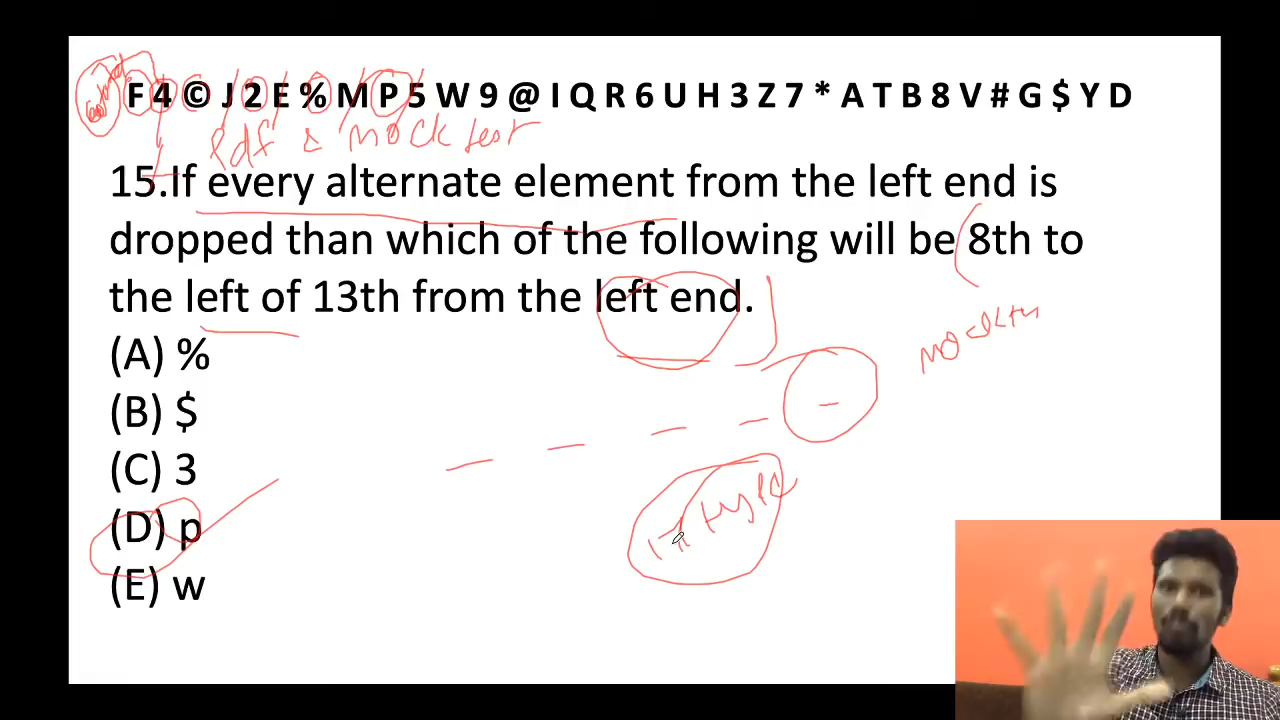 F 4 © J 2 E % M P 5 W 9 @ I Q R 6 U H 3 Z 7 * A T B 8 V # G $ Y D
Pdf & mock test
15.If every alternate element from the left end is
dropped than which of the following will be 8th to
the left of 13th from the left end.
(A) %
(B) $
(C) 3
(D) p
(E) w
type